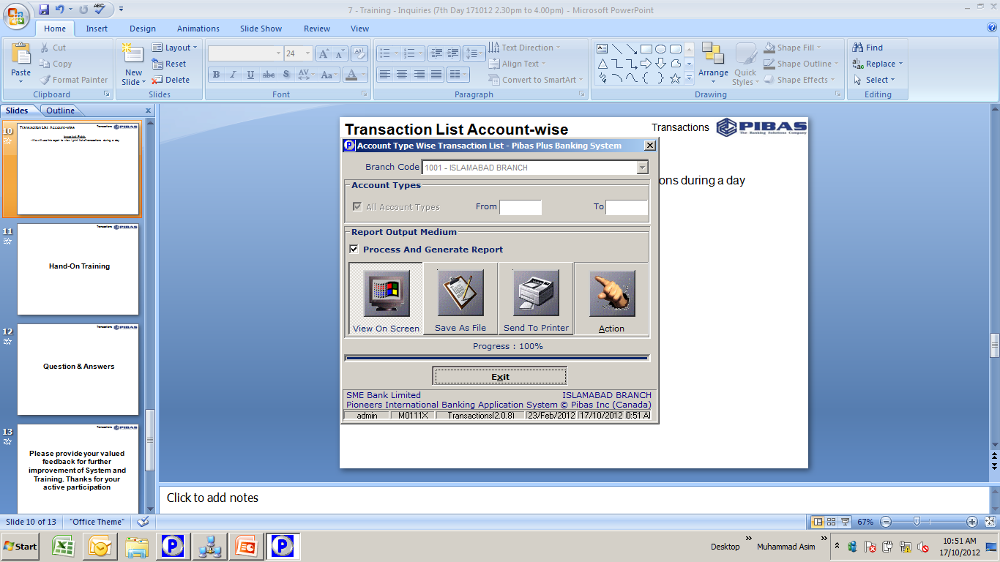 7 - Training - Inquiries (7th Day 171012 2.30pm to 4.00pm) - Microsoft PowerPoint
Home Insert Design Animations Slide Show Review View
Paste
Cut
Copy
Format Painter
Clipboard
New Slide
Layout
Reset
Delete
Slides
24
B I U abc S AV Aa A
Font
Text Direction
Align Text
Convert to SmartArt
Paragraph
Arrange
Quick Styles
Shape Fill
Shape Outline
Shape Effects
Drawing
Find
Replace
Select
Editing
Slides Outline
10
Transaction List Account-wise
Transactions PIBAS
Important Points
11
Transactions PIBAS
Hand-On Training
12
Transactions PIBAS
Question & Answers
13
Transactions PIBAS
Please provide your valued
feedback for further
improvement of System and
Training. Thanks for your
active participation
Transaction List Account-wise
Transactions
PIBAS
The Banking Solutions Company
ons during a day
Account Type Wise Transaction List - Pibas Plus Banking System
Branch Code 1001 - ISLAMABAD BRANCH
Account Types
All Account Types From To
Report Output Medium
Process And Generate Report
View On Screen Save As File Send To Printer Action
Progress : 100%
Exit
SME Bank Limited ISLAMABAD BRANCH
Pioneers International Banking Application System © Pibas Inc (Canada)
admin M0111X Transactions(2.0.8) 23/Feb/2012 17/10/2012 0:51 Al
Click to add notes
Slide 10 of 13 "Office Theme" 67%
Start Desktop » Muhammad Asim » 10:51 AM
17/10/2012